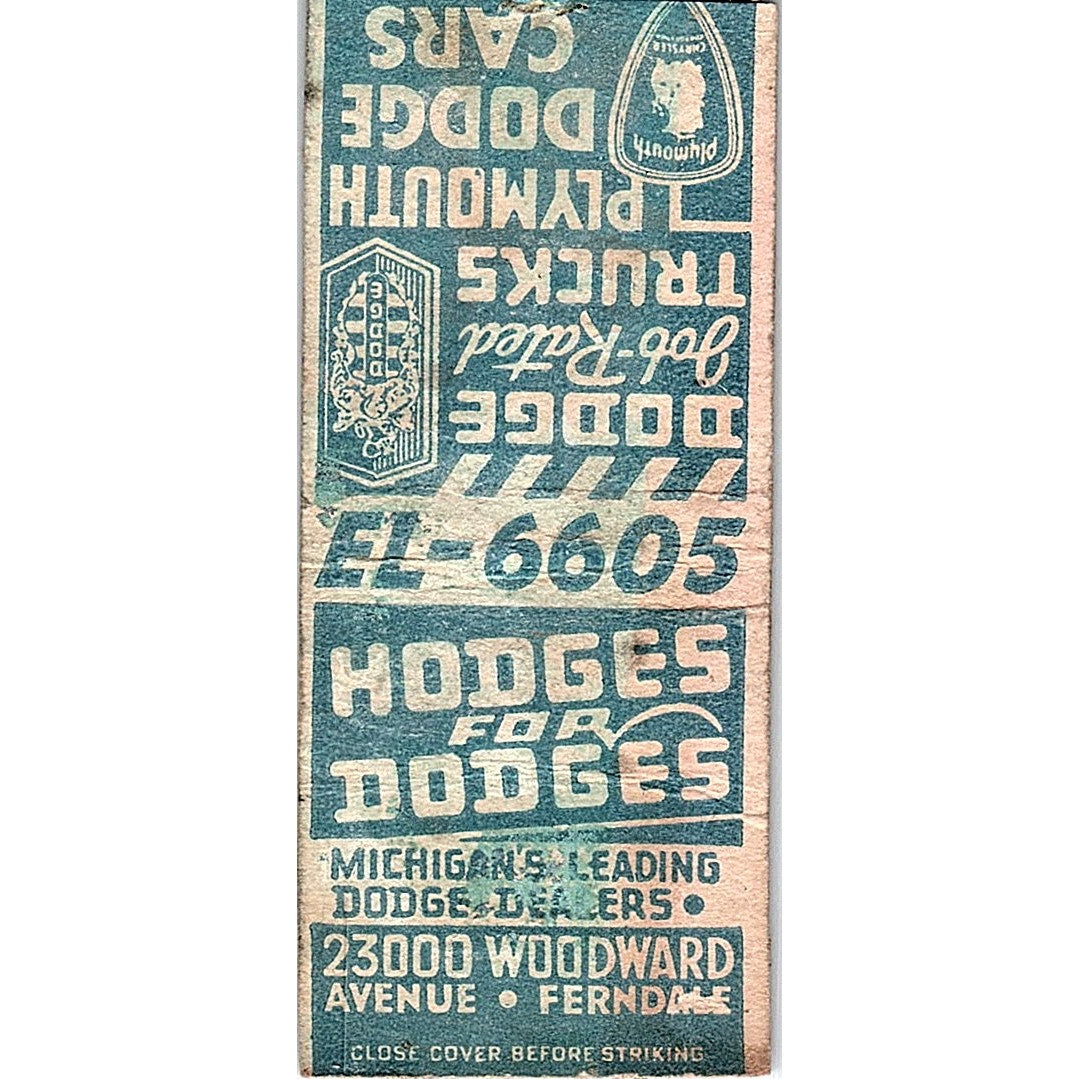 HODGES
FOR
DODGES
MICHIGAN'S LEADING
DODGE DEALERS •
23000 WOODWARD
AVENUE • FERNDALE
CLOSE COVER BEFORE STRIKING
EL-6605
DODGE
Job-Rated
TRUCKS
DODGE
PLYMOUTH
DODGE
CARS
Plymouth
CHRYSLER